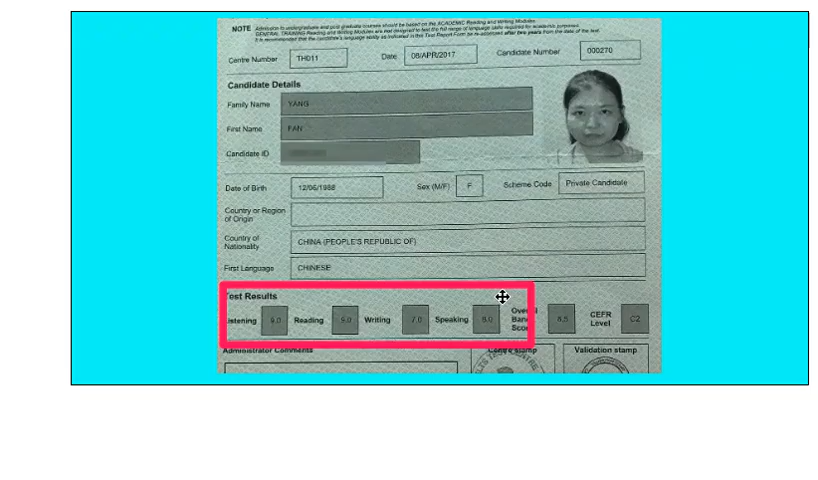 NOTE Admission to undergraduate and post graduate courses should be based on the ACADEMIC Reading and Writing Modules.
GENERAL TRAINING Reading and Writing Modules are not designed to test the full range of language skills required for academic purposes.
It is recommended that the candidate's language ability as indicated in this Test Report Form be re-assessed after two years from the date of the test.
Centre Number TH011 Date 08/APR/2017 Candidate Number 000270
Candidate Details
Family Name YANG
First Name FAN
Candidate ID
Date of Birth 12/06/1988 Sex (M/F) F Scheme Code Private Candidate
Country or Region
of Origin
Country of
Nationality CHINA (PEOPLE'S REPUBLIC OF)
First Language CHINESE
Test Results
Listening 9.0 Reading 9.0 Writing 7.0 Speaking 8.0 Overall Band Score 8.5 CEFR Level C2
Administrator Comments Centre stamp Validation stamp